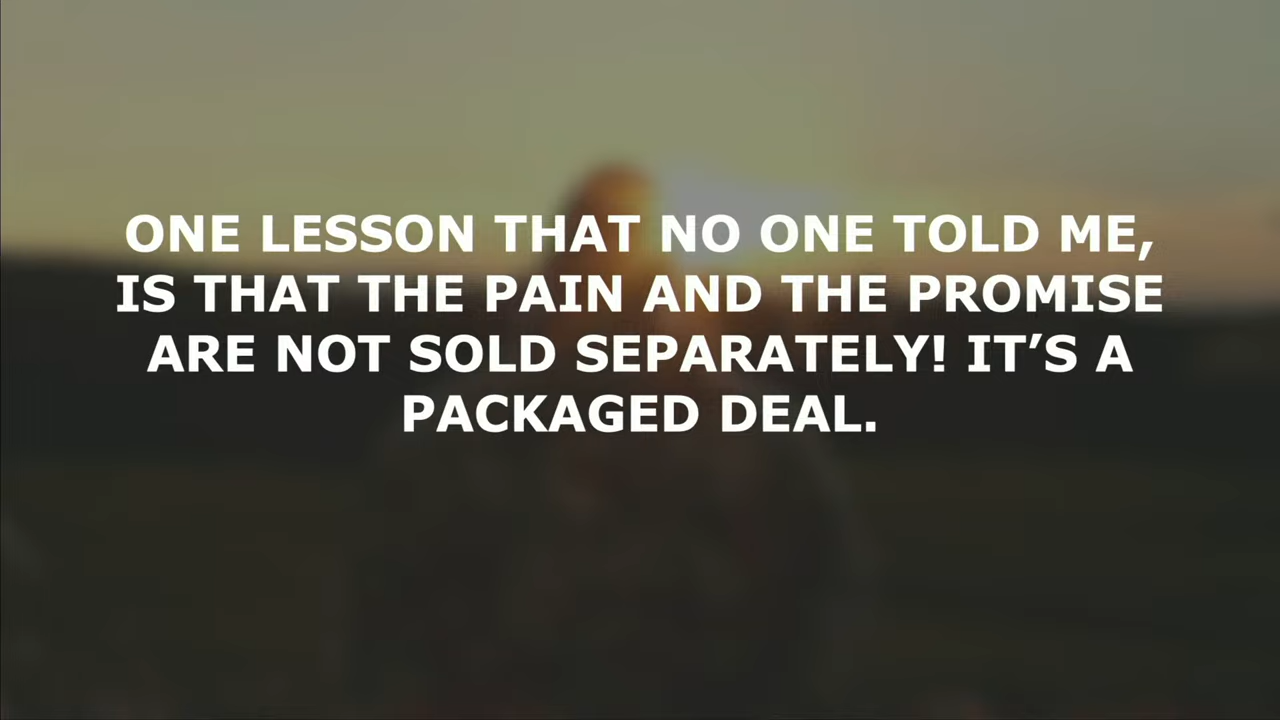 ONE LESSON THAT NO ONE TOLD ME,
IS THAT THE PAIN AND THE PROMISE
ARE NOT SOLD SEPARATELY! IT’S A
PACKAGED DEAL.